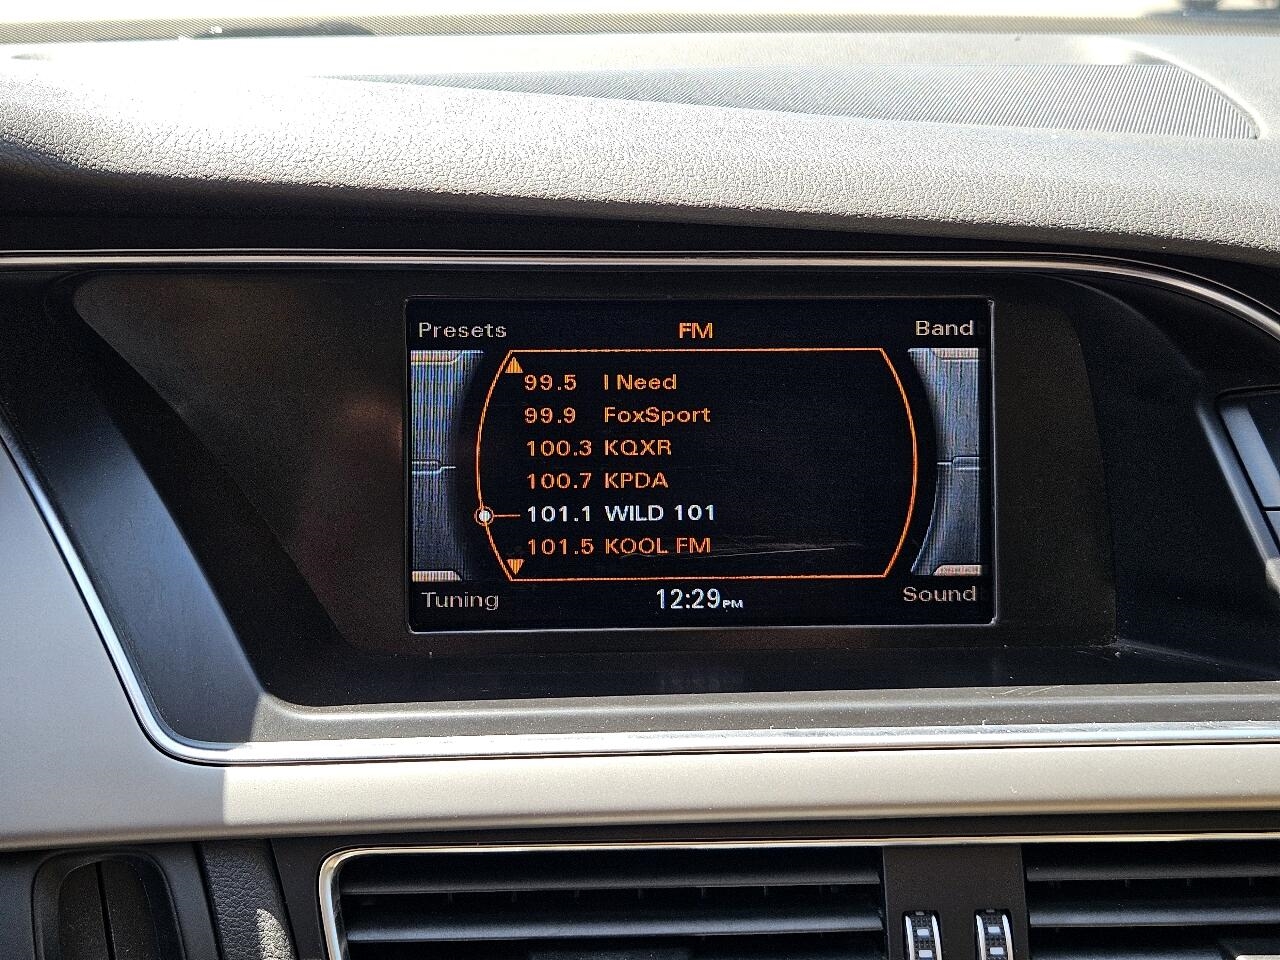 Presets FM Band
99.5 I Need
99.9 FoxSport
100.3 KQXR
100.7 KPDA
101.1 WILD 101
101.5 KOOL FM
Tuning 12:29PM Sound